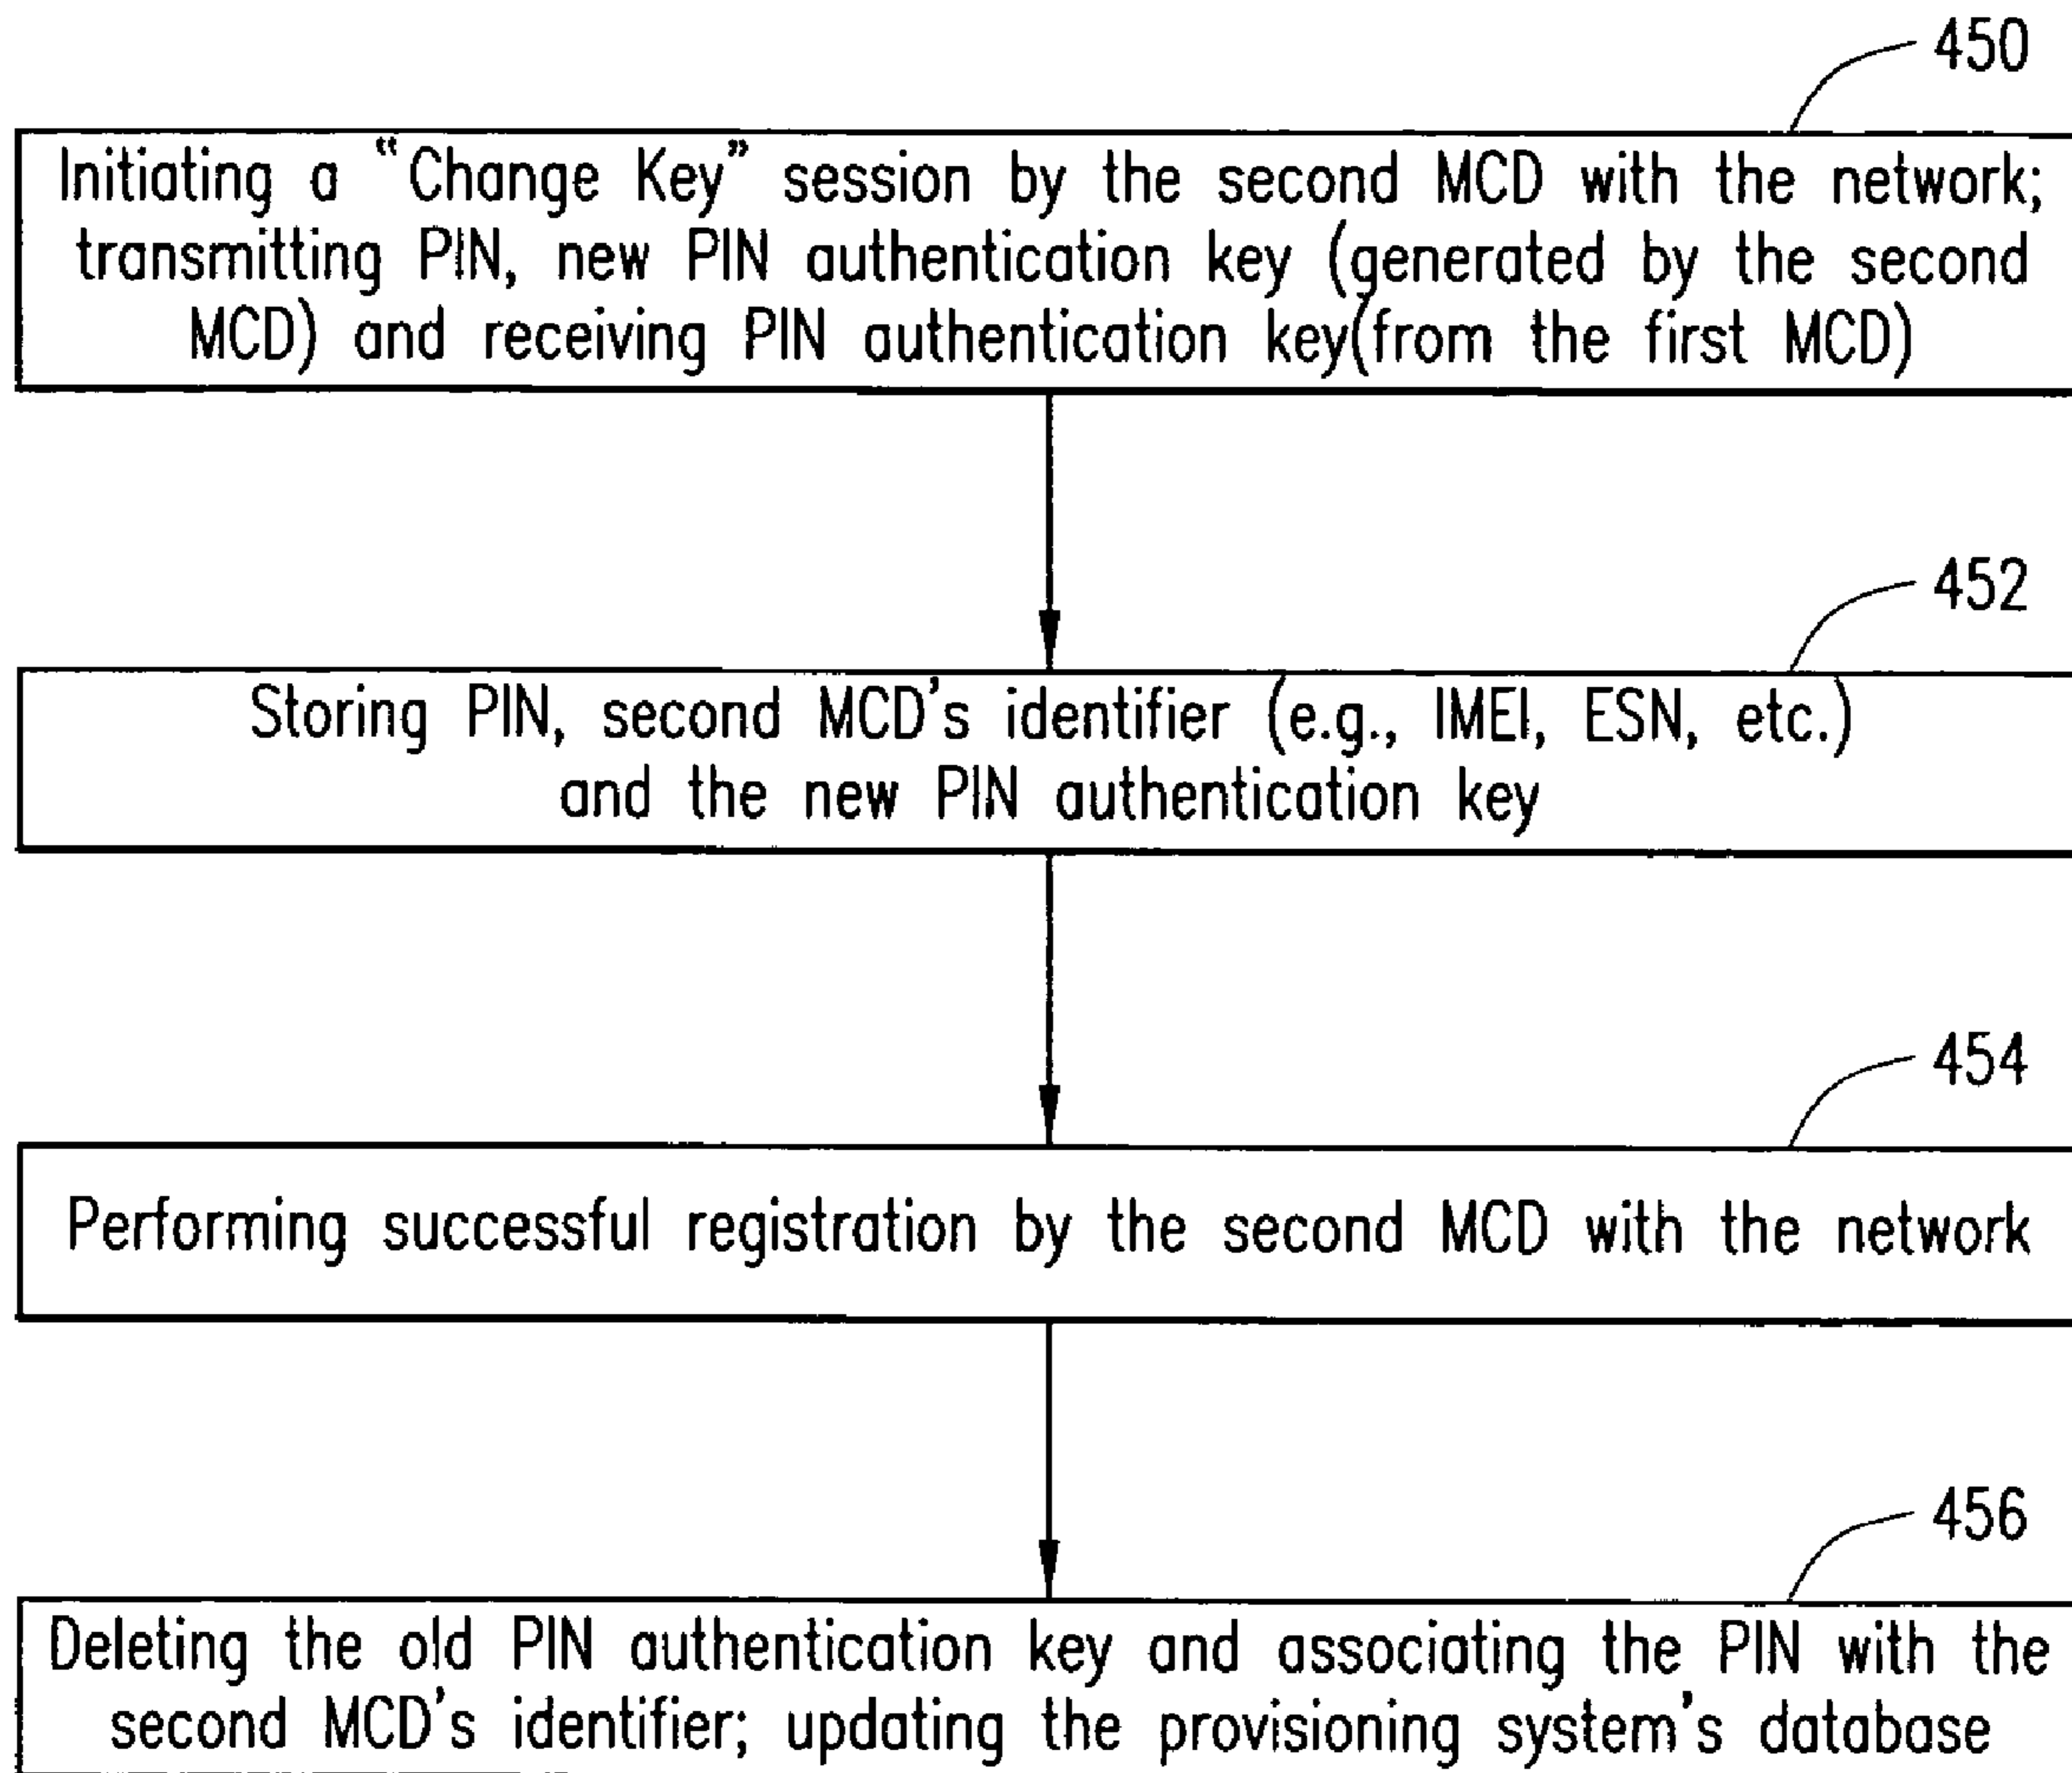 450
Initiating a “Change Key” session by the second MCD with the network;
transmitting PIN, new PIN authentication key (generated by the second
MCD) and receiving PIN authentication key(from the first MCD)
452
Storing PIN, second MCD's identifier (e.g., IMEI, ESN, etc.)
and the new PIN authentication key
454
Performing successful registration by the second MCD with the network
456
Deleting the old PIN authentication key and associating the PIN with the
second MCD's identifier; updating the provisioning system's database